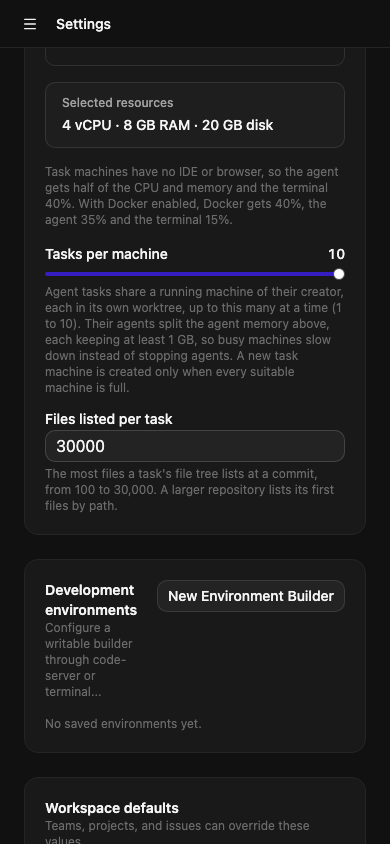 Settings
Selected resources
4 vCPU · 8 GB RAM · 20 GB disk
Task machines have no IDE or browser, so the agent
gets half of the CPU and memory and the terminal
40%. With Docker enabled, Docker gets 40%, the
agent 35% and the terminal 15%.
Tasks per machine 10
Agent tasks share a running machine of their creator,
each in its own worktree, up to this many at a time (1
to 10). Their agents split the agent memory above,
each keeping at least 1 GB, so busy machines slow
down instead of stopping agents. A new task
machine is created only when every suitable
machine is full.
Files listed per task
30000
The most files a task's file tree lists at a commit,
from 100 to 30,000. A larger repository lists its first
files by path.
Development
environments
New Environment Builder
Configure a
writable builder
through code-
server or
terminal...
No saved environments yet.
Workspace defaults
Teams, projects, and issues can override these
values.